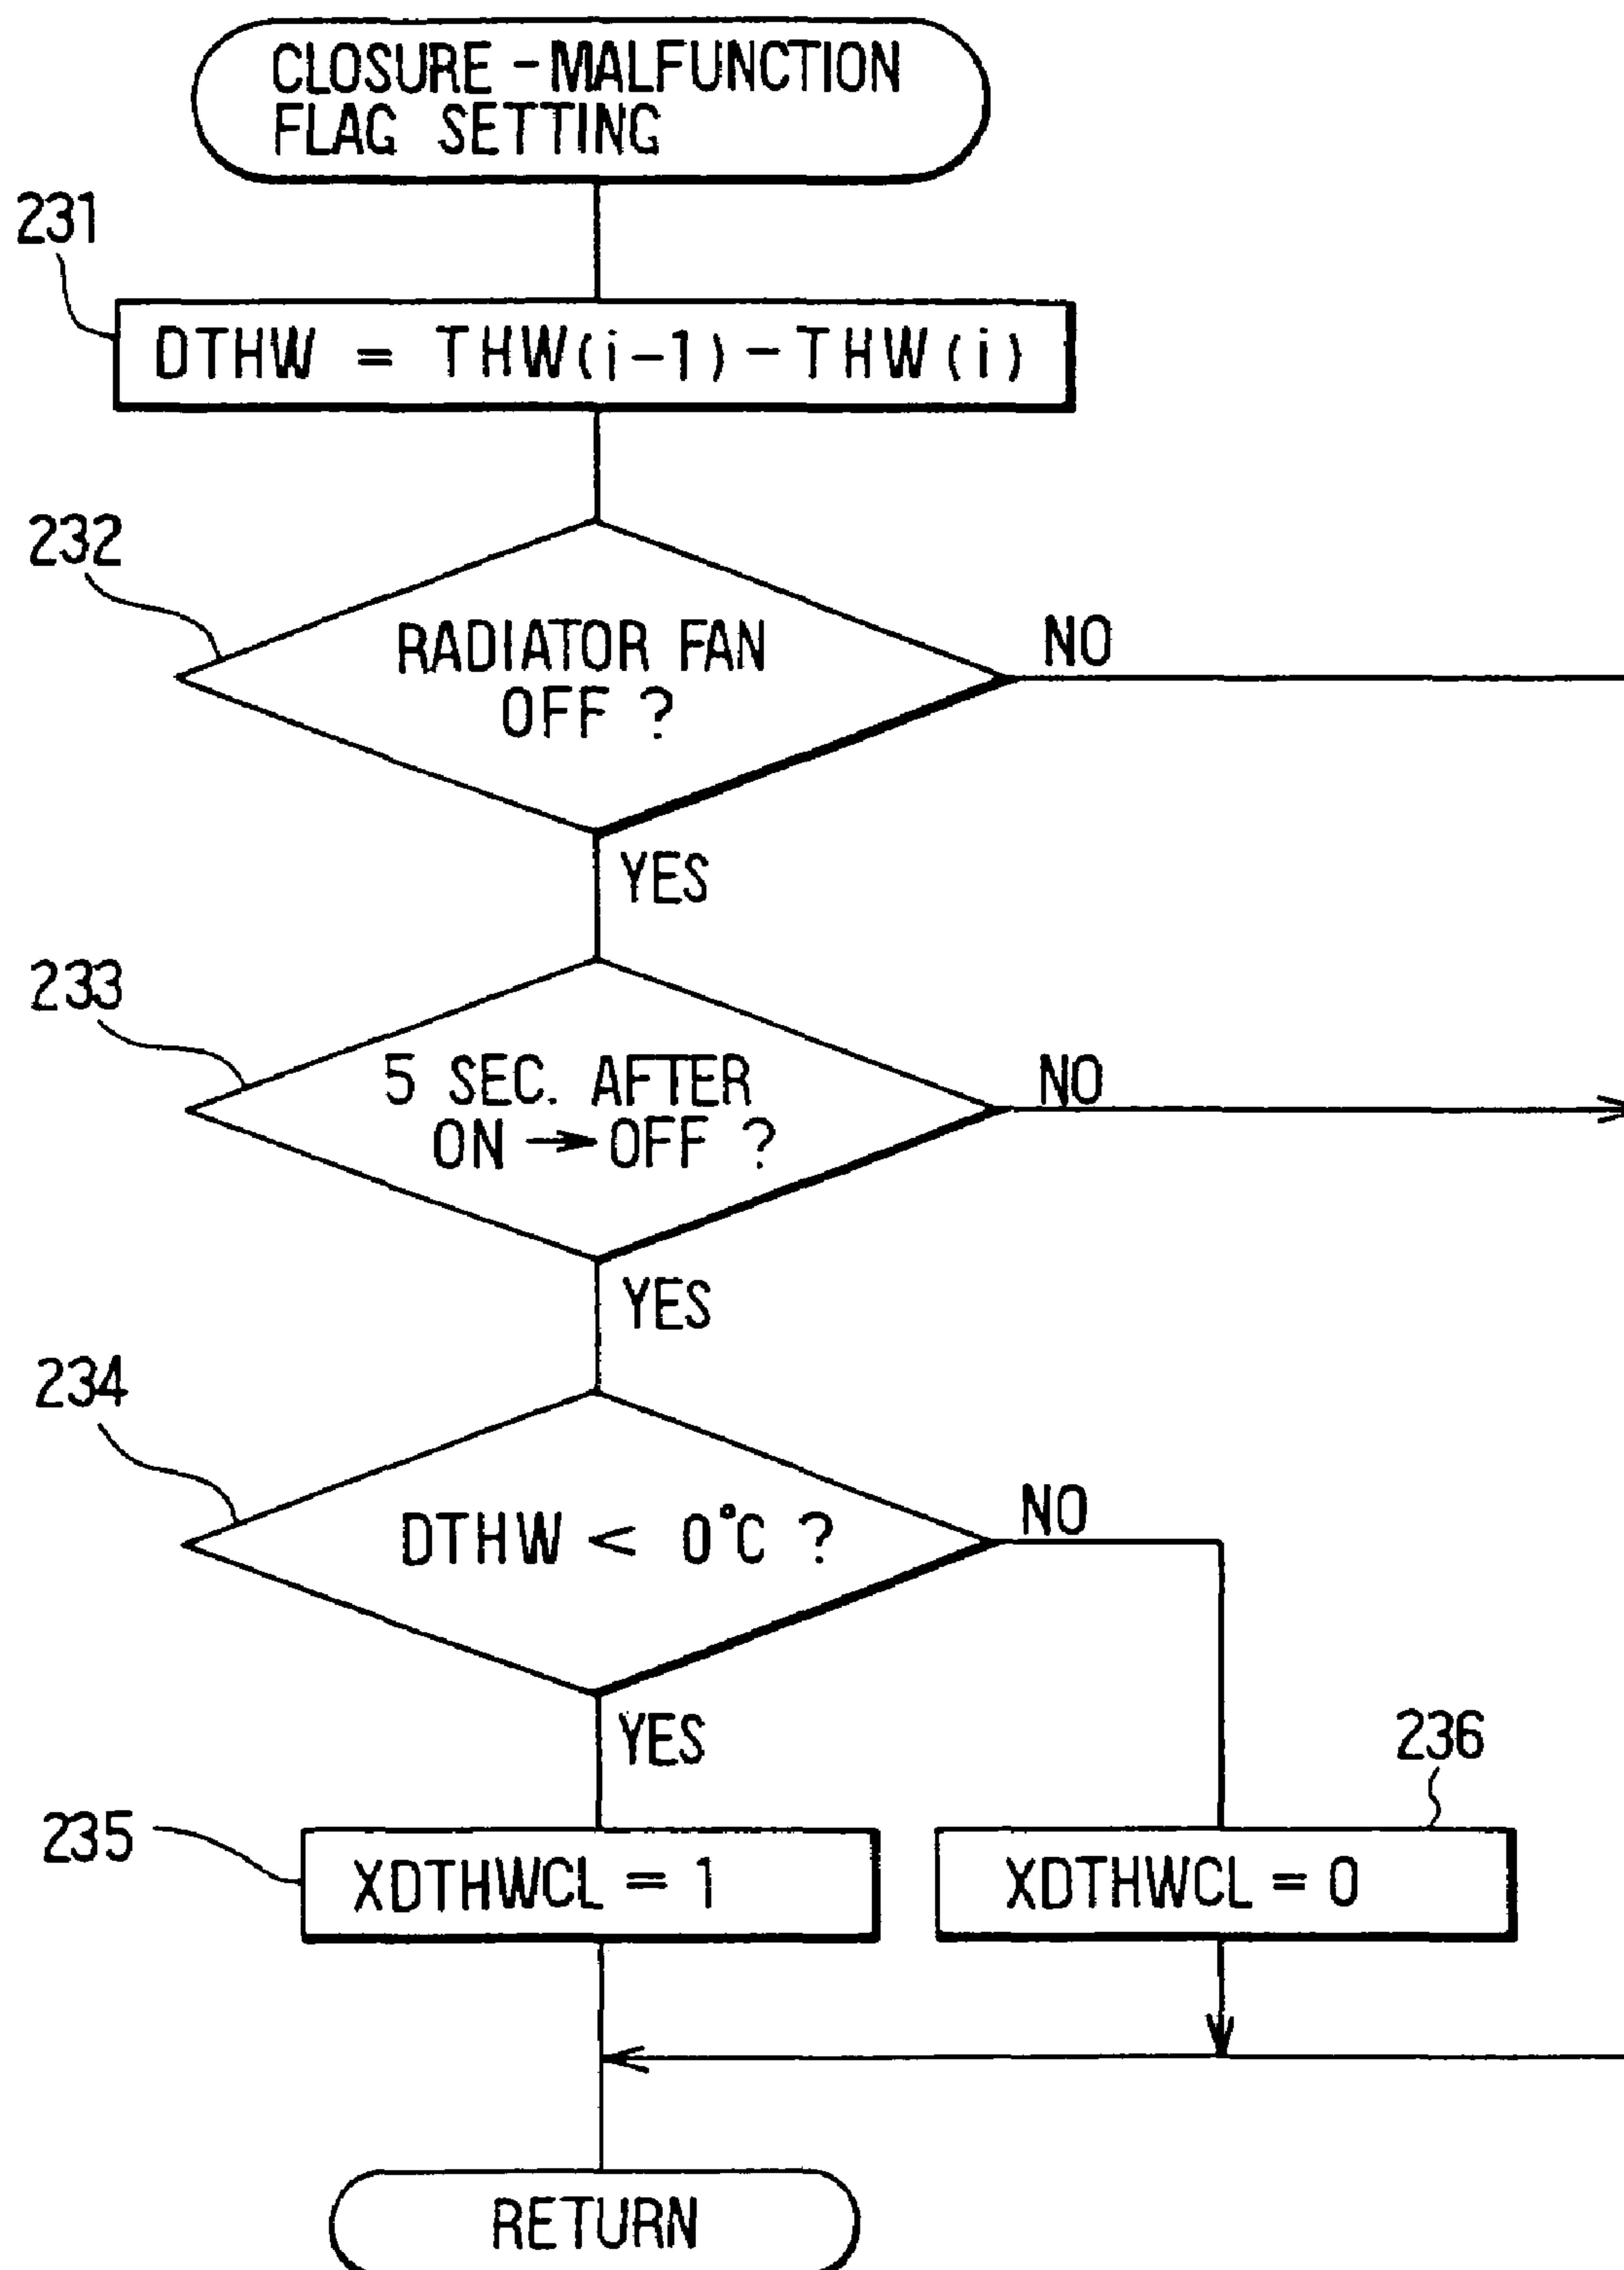 CLOSURE-MALFUNCTION
FLAG SETTING
231
DTHW = THW(i-1)-THW(i)
232
RADIATOR FAN
OFF ?
NO
YES
233
5 SEC. AFTER
ON → OFF ?
NO
YES
234
DTHW < 0°C ?
NO
YES
235
XDTHWCL = 1
236
XDTHWCL = 0
RETURN